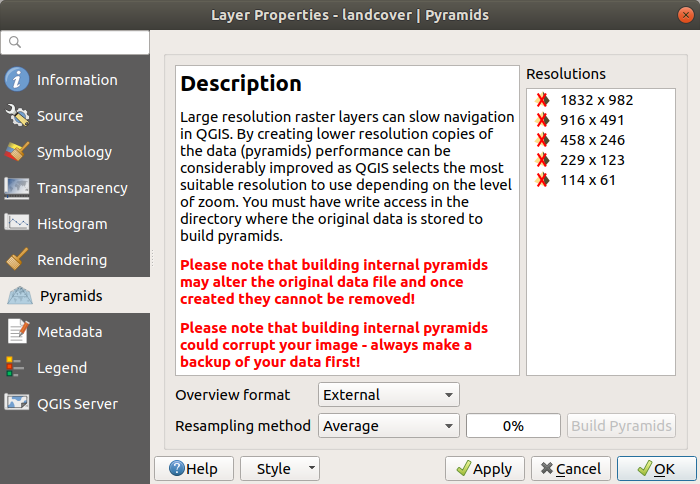 Layer Properties - landcover | Pyramids
Information
Source
Symbology
Transparency
Histogram
Rendering
Pyramids
Metadata
Legend
QGIS Server
Description
Large resolution raster layers can slow navigation
in QGIS. By creating lower resolution copies of
the data (pyramids) performance can be
considerably improved as QGIS selects the most
suitable resolution to use depending on the level
of zoom. You must have write access in the
directory where the original data is stored to
build pyramids.
Please note that building internal pyramids
may alter the original data file and once
created they cannot be removed!
Please note that building internal pyramids
could corrupt your image - always make a
backup of your data first!
Resolutions
1832 x 982
916 x 491
458 x 246
229 x 123
114 x 61
Overview format External
Resampling method Average 0% Build Pyramids
Help Style Apply Cancel OK